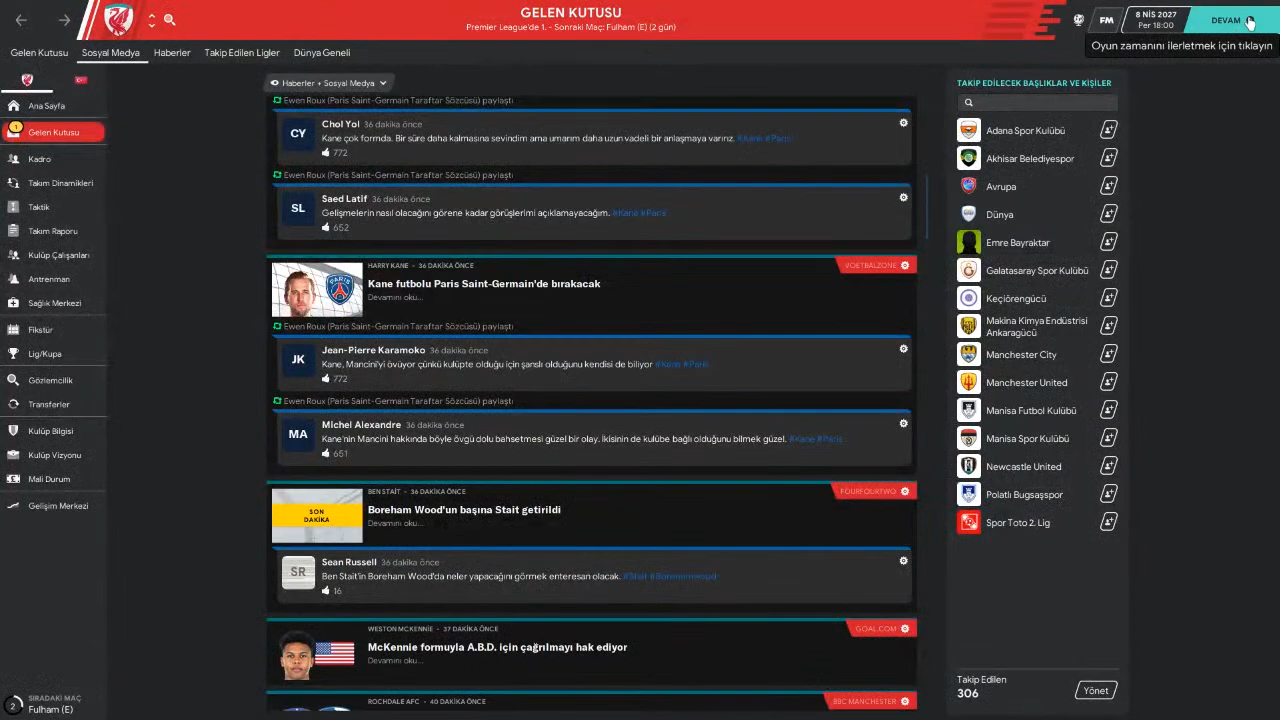 GELEN KUTUSU
Premier League'de 1. - Sonraki Maç: Fulham (E) (2 gün)
FM
8 NIS 2027
Per 18:00
DEVAM
Oyun zamanını ilerletmek için tıklayın
Gelen Kutusu
Sosyal Medya
Haberler
Takip Edilen Ligler
Dünya Geneli
Ana Sayfa
1
Gelen Kutusu
Kadro
Takım Dinamikleri
Taktik
Takım Raporu
Kulüp Çalışanları
Antrenman
Sağlık Merkezi
Fikstür
Lig/Kupa
Gözlemcilik
Transferler
Kulüp Bilgisi
Kulüp Vizyonu
Mali Durum
Gelişim Merkezi
2
SIRADAKI MAÇ
Fulham (E)
Haberler + Sosyal Medya
Ewen Roux (Paris Saint-Germain Taraftar Sözcüsü) paylaştı
CY
Chol Yol 36 dakika önce
Kane çok formda. Bir süre daha kalmasına sevindim ama umarım daha uzun vadeli bir anlaşmaya varırız. #Kane #Paris
772
Ewen Roux (Paris Saint-Germain Taraftar Sözcüsü) paylaştı
SL
Saed Latif 36 dakika önce
Gelişmelerin nasıl olacağını görene kadar görüşlerimi açıklamayacağım. #Kane #Paris
652
HARRY KANE - 36 DAKİKA ÖNCE
VOETBALZONE
Kane futbolu Paris Saint-Germain'de bırakacak
Devamını oku...
Ewen Roux (Paris Saint-Germain Taraftar Sözcüsü) paylaştı
JK
Jean-Pierre Karamoko 36 dakika önce
Kane, Mancini'yi övüyor çünkü kulüpte olduğu için şanslı olduğunu kendisi de biliyor #Kane #Paris
772
Ewen Roux (Paris Saint-Germain Taraftar Sözcüsü) paylaştı
MA
Michel Alexandre 36 dakika önce
Kane'nin Mancini hakkında böyle övgü dolu bahsetmesi güzel bir olay. İkisinin de kulübe bağlı olduğunu bilmek güzel. #Kane #Paris
651
BEN STAİT - 36 DAKİKA ÖNCE
FOURFOURTWO
SON
DAKİKA
Boreham Wood'un başına Stait getirildi
Devamını oku...
SR
Sean Russell 36 dakika önce
Ben Stait'in Boreham Wood'da neler yapacağını görmek enteresan olacak. #Stait #Borehamwood
16
WESTON MCKENNİE - 37 DAKİKA ÖNCE
GOAL.COM
McKennie formuyla A.B.D. için çağrılmayı hak ediyor
Devamını oku...
ROCHDALE AFC - 40 DAKİKA ÖNCE
BBC MANCHESTER
TAKİP EDİLECEK BAŞLIKLAR VE KİŞİLER
Adana Spor Kulübü
Akhisar Belediyespor
Avrupa
Dünya
Emre Bayraktar
Galatasaray Spor Kulübü
Keçiörengücü
Makina Kimya Endüstrisi
Ankaragücü
Manchester City
Manchester United
Manisa Futbol Kulübü
Manisa Spor Kulübü
Newcastle United
Polatlı Bugsaşspor
Spor Toto 2. Lig
Takip Edilen
306
Yönet